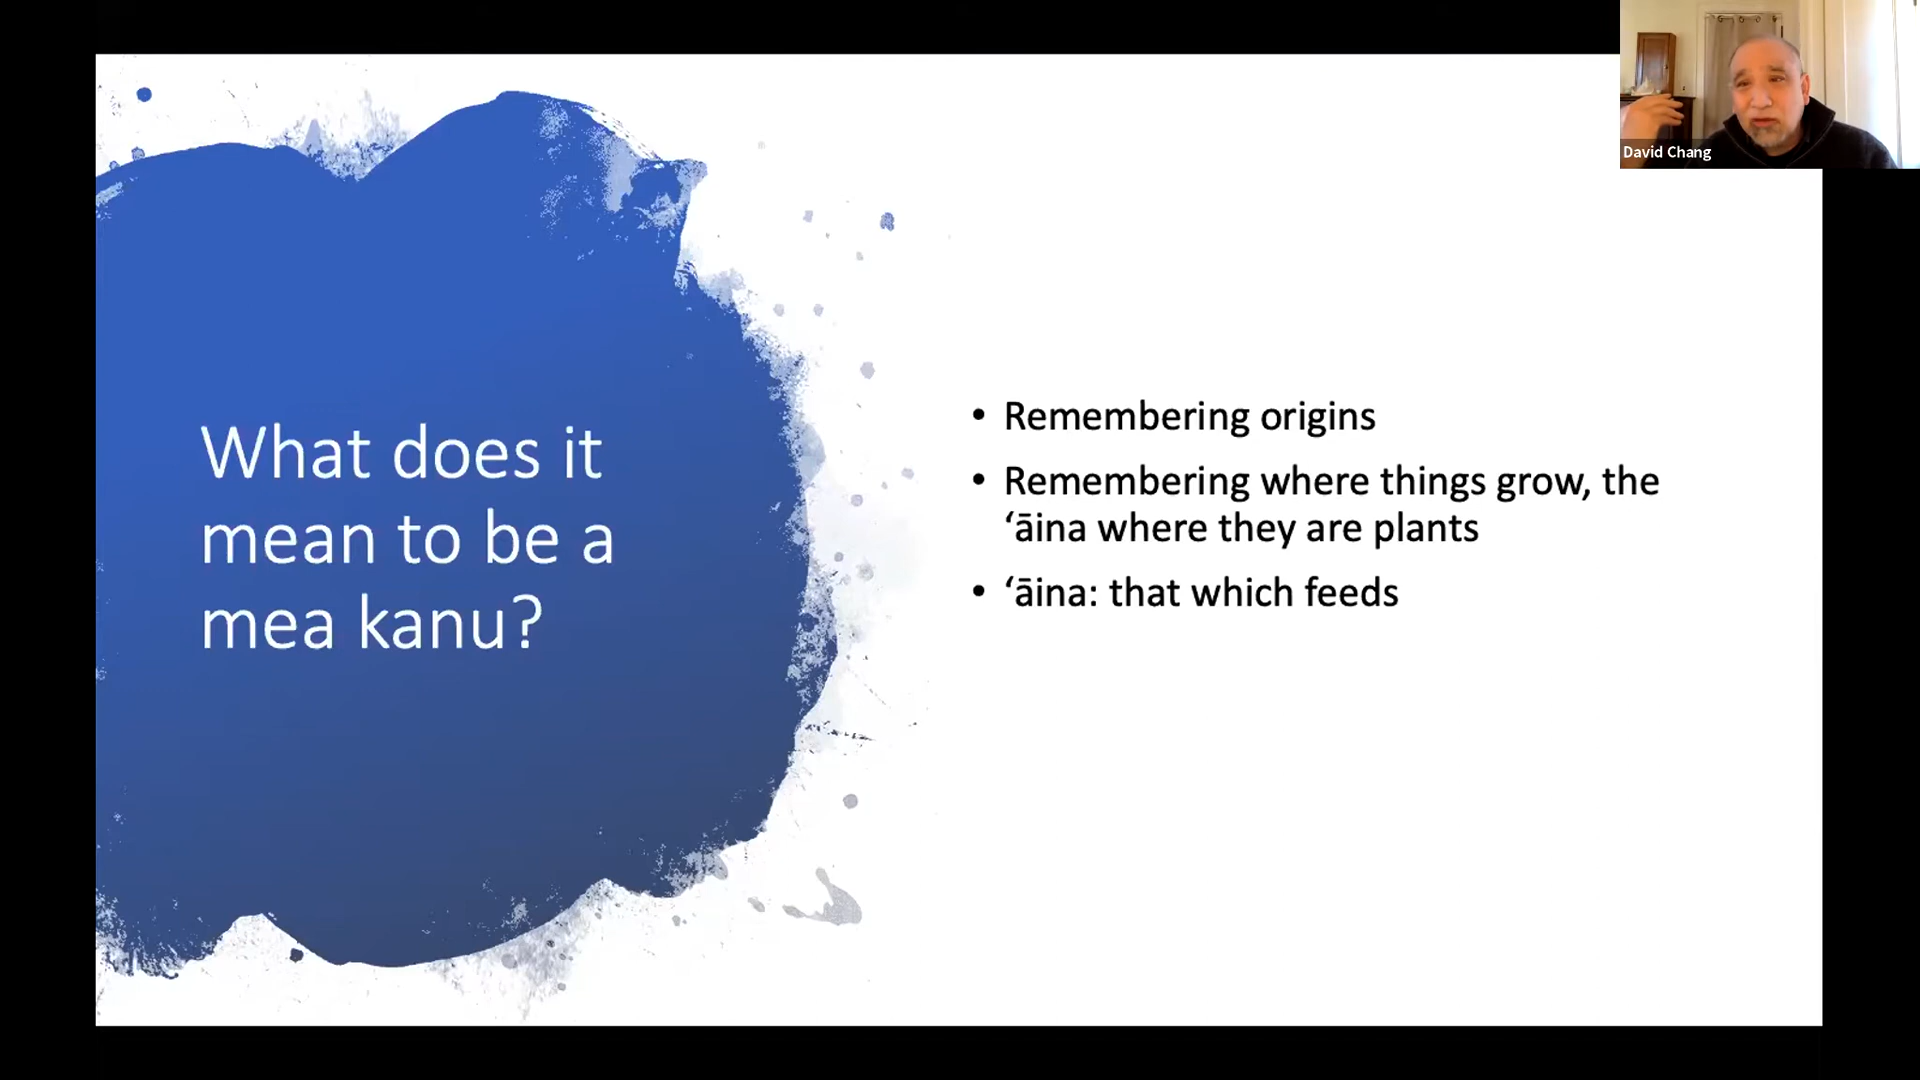 David Chang
What does it
mean to be a
mea kanu?
• Remembering origins
• Remembering where things grow, the
‘āina where they are plants
• ‘āina: that which feeds